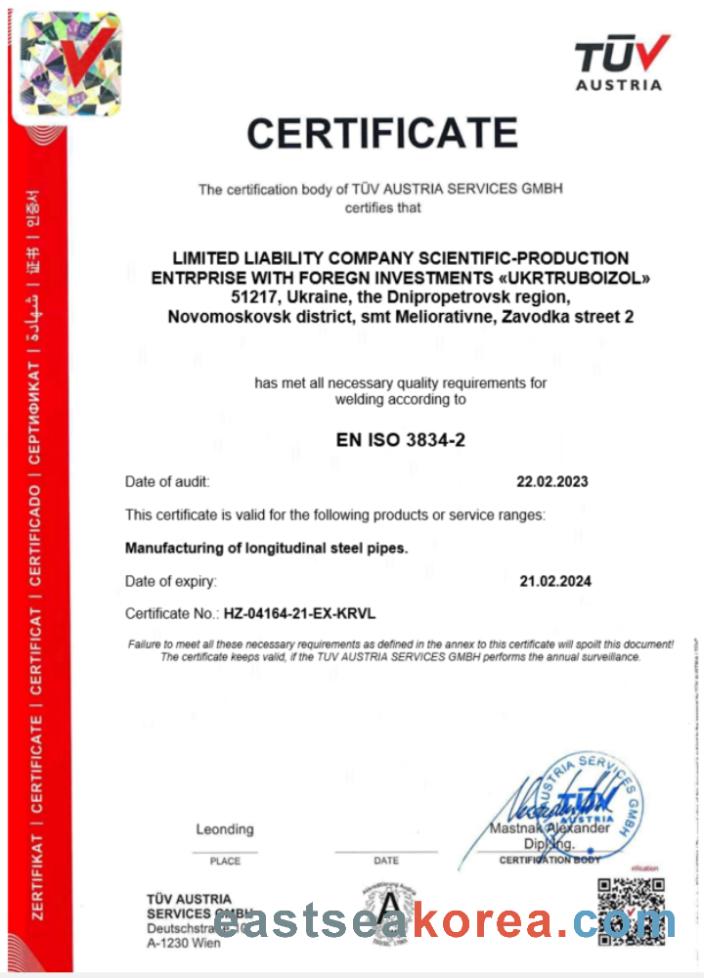 TÜV
AUSTRIA
CERTIFICATE
The certification body of TÜV AUSTRIA SERVICES GMBH
certifies that
LIMITED LIABILITY COMPANY SCIENTIFIC-PRODUCTION
ENTRPRISE WITH FOREGN INVESTMENTS «UKRTRUBOIZOL»
51217, Ukraine, the Dnipropetrovsk region,
Novomoskovsk district, smt Meliorativne, Zavodka street 2
has met all necessary quality requirements for
welding according to
EN ISO 3834-2
Date of audit: 22.02.2023
This certificate is valid for the following products or service ranges:
Manufacturing of longitudinal steel pipes.
Date of expiry: 21.02.2024
Certificate No.: HZ-04164-21-EX-KRVL
Failure to meet all these necessary requirements as defined in the annex to this certificate will spoilt this document!
The certificate keeps valid, if the TUV AUSTRIA SERVICES GMBH performs the annual surveillance.
AUSTRIA SERVICES GMBH
TÜV
AUSTRIA
Leonding
Mastnak Alexander
Dipl.Ing.
PLACE
DATE
CERTIFICATION BODY
TÜV AUSTRIA
SERVICES GMBH
Deutschstraße 10
A-1230 Wien
A
eastseakorea.com
ZERTIFIKAT | CERTIFICATE | CERTIFICAT | CERTIFICADO | СЕРТИФИКАТ | شهادة | 证书 | 인증서